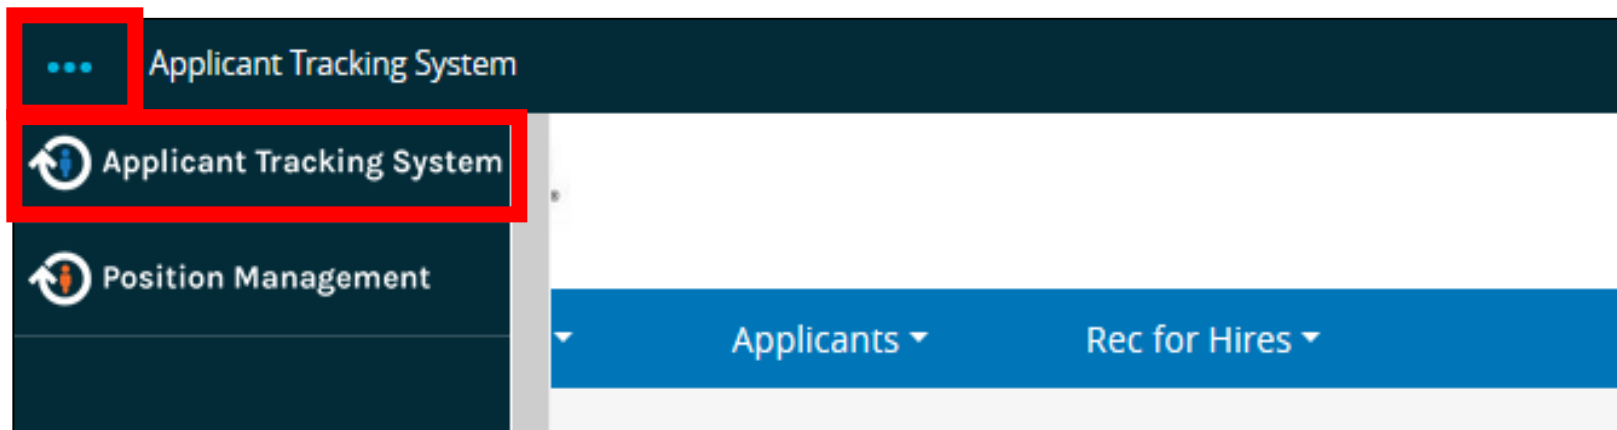 Applicant Tracking System
Applicant Tracking System
®
Position Management
Applicants
Rec for Hires